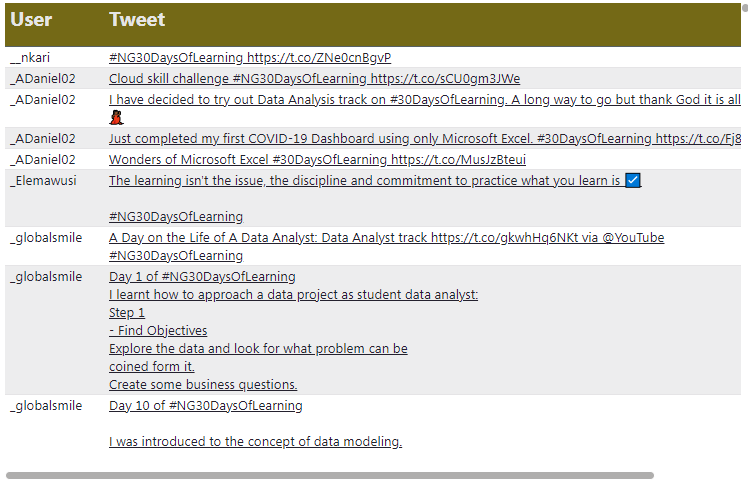 User Tweet
__nkari #NG30DaysOfLearning https://t.co/ZNe0cnBgvP
_ADaniel02 Cloud skill challenge #NG30DaysOfLearning https://t.co/sCU0gm3JWe
_ADaniel02 I have decided to try out Data Analysis track on #30DaysOfLearning. A long way to go but thank God it is all
_ADaniel02 Just completed my first COVID-19 Dashboard using only Microsoft Excel. #30DaysOfLearning https://t.co/Fj8
_ADaniel02 Wonders of Microsoft Excel #30DaysOfLearning https://t.co/MusJzBteui
_Elemawusi The learning isn't the issue, the discipline and commitment to practice what you learn is ☑
#NG30DaysOfLearning
_globalsmile A Day on the Life of A Data Analyst: Data Analyst track https://t.co/gkwhHq6NKt via @YouTube
#NG30DaysOfLearning
_globalsmile Day 1 of #NG30DaysOfLearning
I learnt how to approach a data project as student data analyst:
Step 1
- Find Objectives
Explore the data and look for what problem can be
coined form it.
Create some business questions.
_globalsmile Day 10 of #NG30DaysOfLearning
I was introduced to the concept of data modeling.